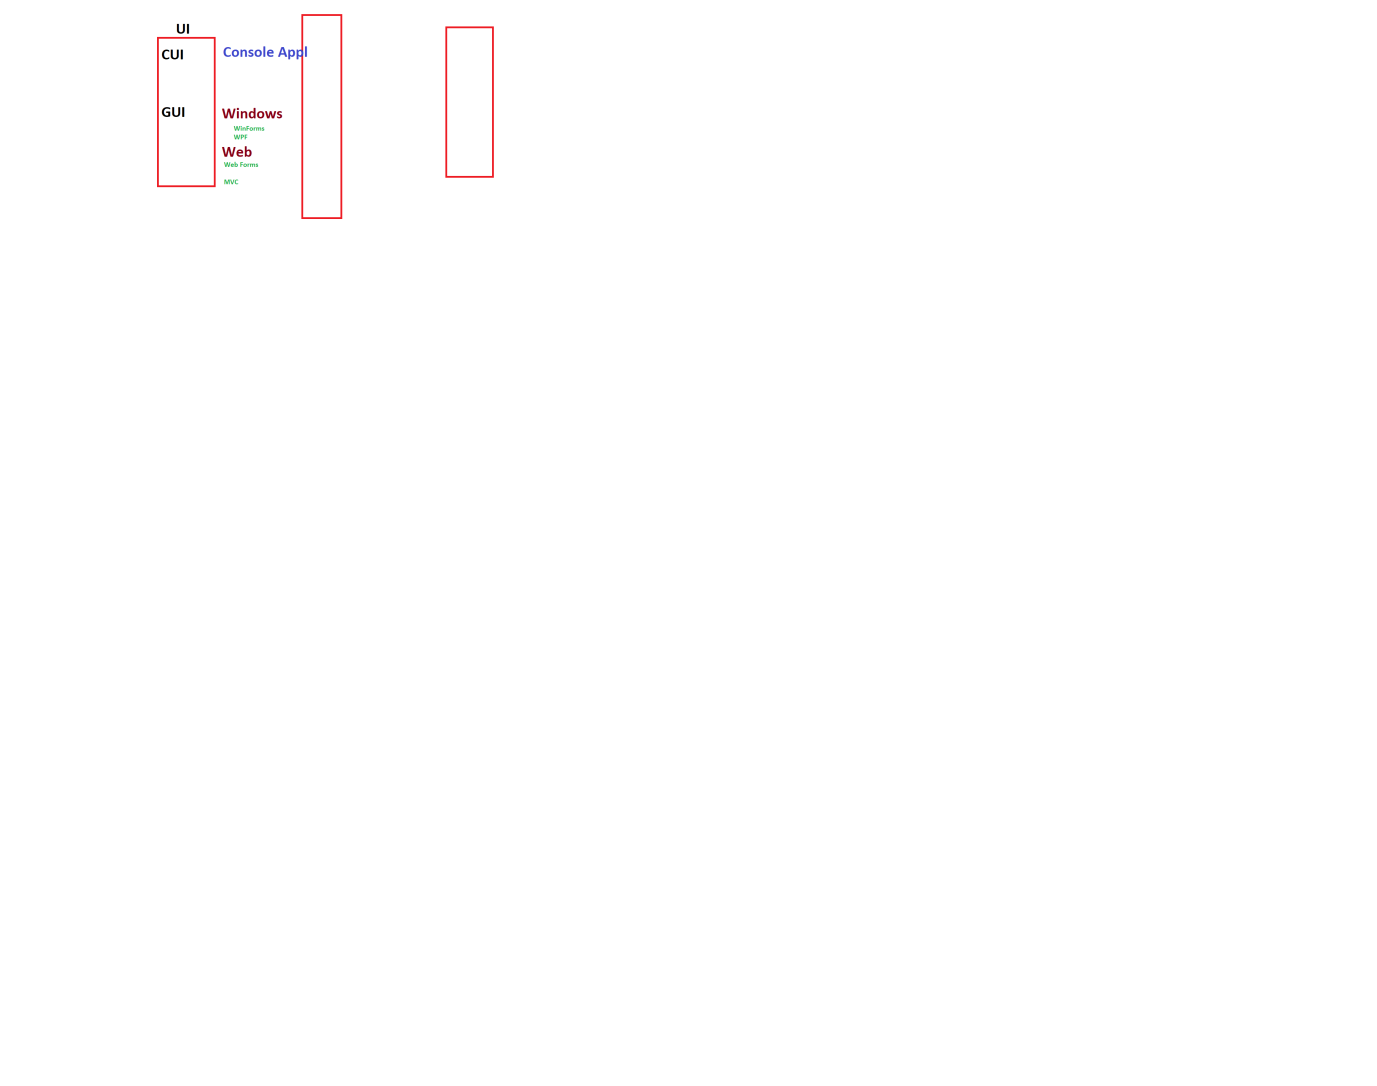 UI
CUI
Console Appl
GUI
Windows
WinForms
WPF
Web
Web Forms
MVC